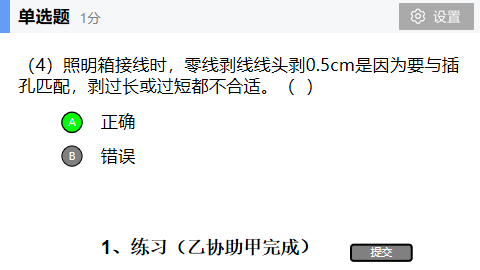 单选题 1分 设置
（4）照明箱接线时，零线剥线线头剥0.5cm是因为要与插
孔匹配，剥过长或过短都不合适。（ ）
A 正确
B 错误
1、练习（乙协助甲完成） 提交